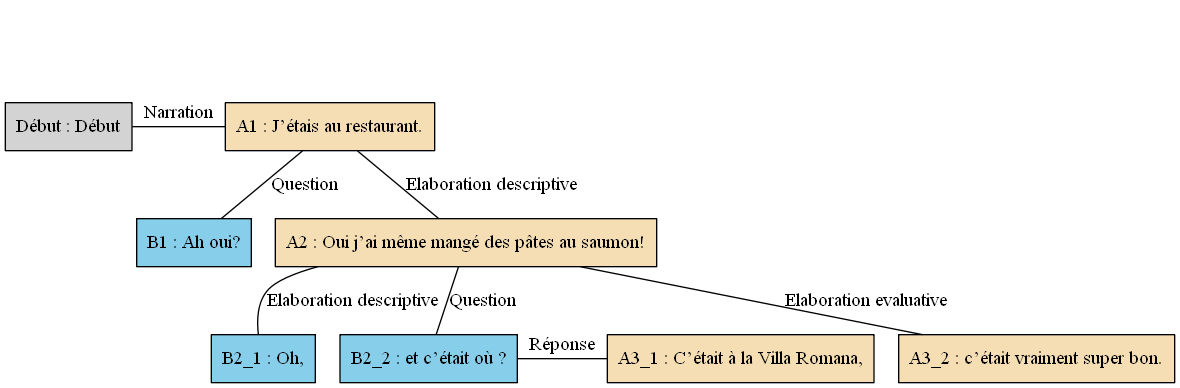 Narration
Début : Début
A1 : J’étais au restaurant.
Question
Elaboration descriptive
B1 : Ah oui?
A2 : Oui j’ai même mangé des pâtes au saumon!
Elaboration descriptive
Question
Elaboration evaluative
Réponse
B2_1 : Oh,
B2_2 : et c’était où ?
A3_1 : C’était à la Villa Romana,
A3_2 : c’était vraiment super bon.